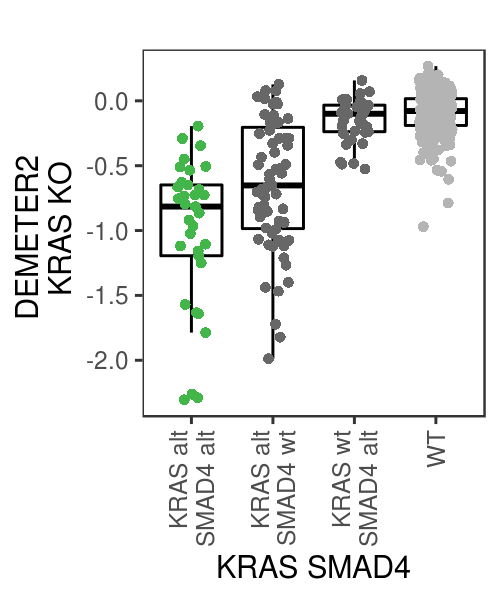 DEMETER2
KRAS KO
0.0
-0.5
-1.0
-1.5
-2.0
KRAS alt
SMAD4 alt
KRAS alt
SMAD4 wt
KRAS wt
SMAD4 alt
WT
KRAS SMAD4